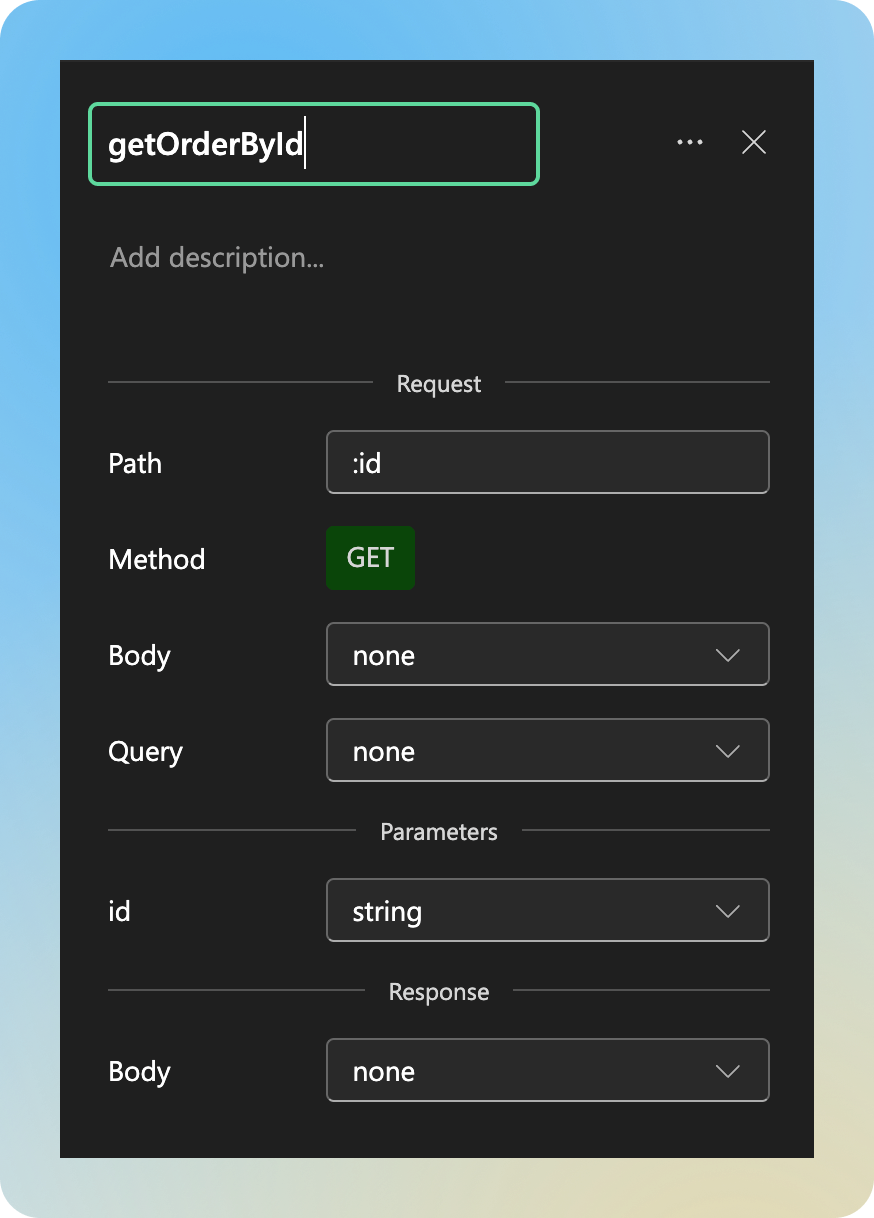 getOrderById
Add description...
Request
Path :id
Method GET
Body none
Query none
Parameters
id string
Response
Body none